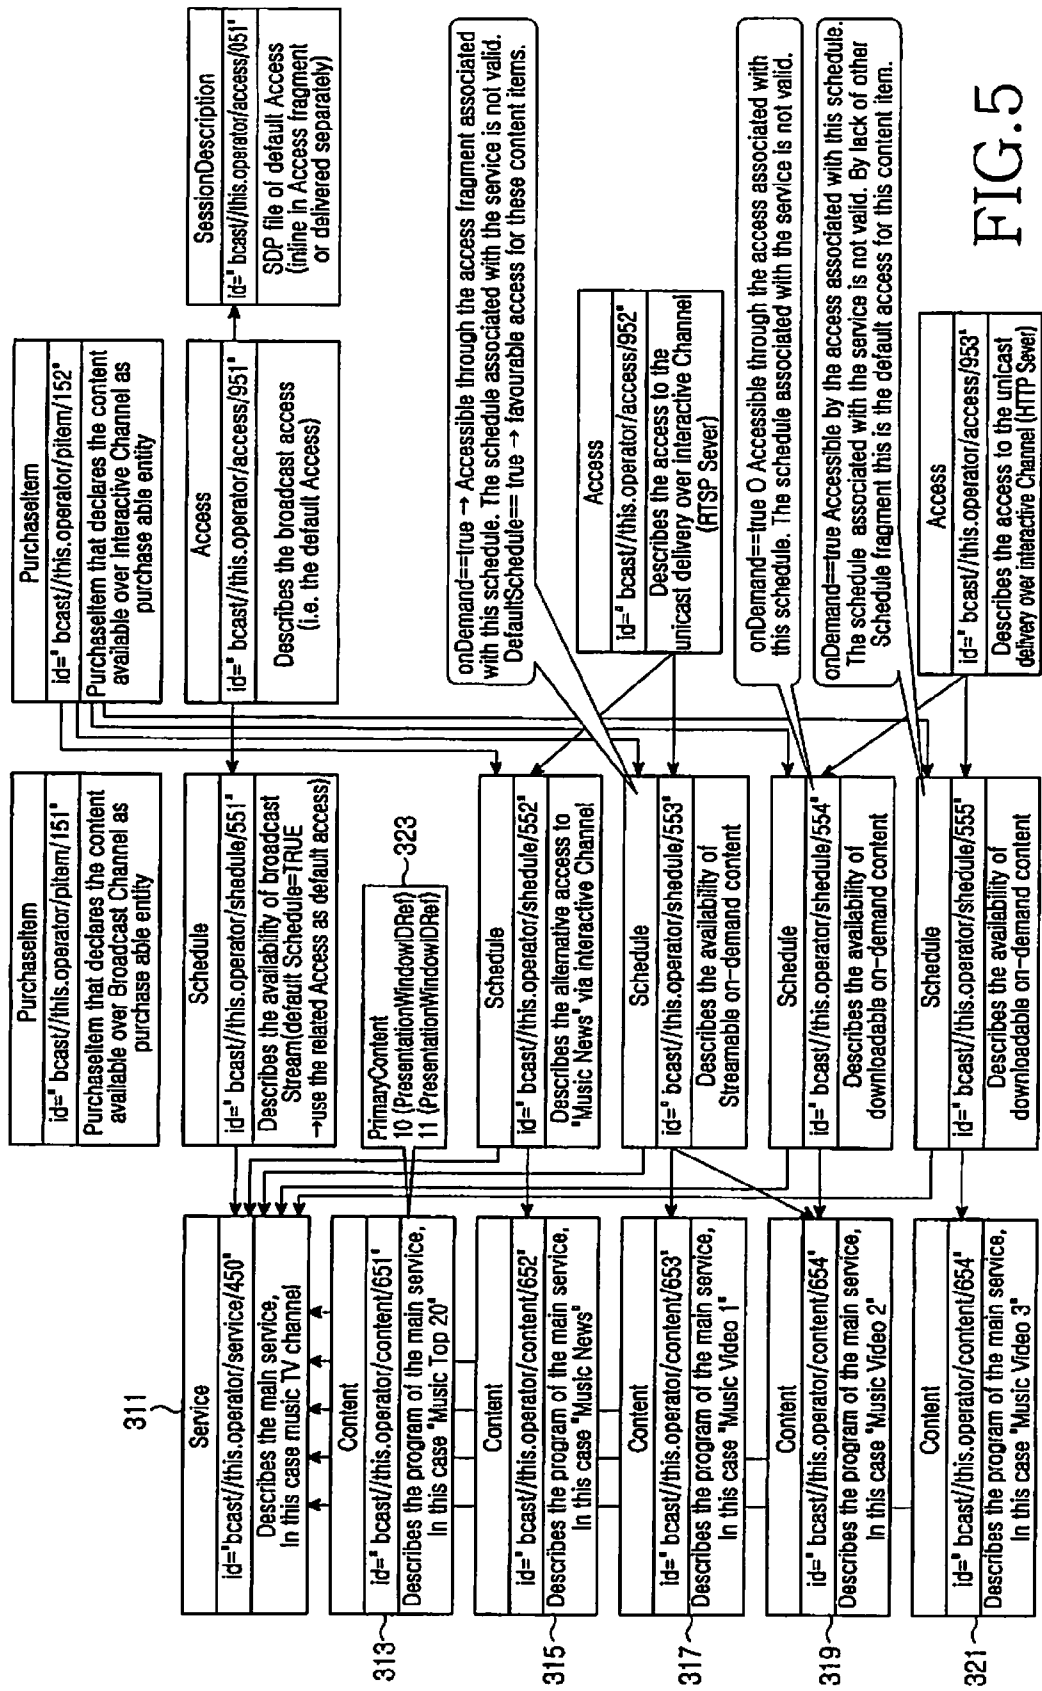 311
Service
id="bcast//this.operator/service/450"
Describes the main service,
In this case music TV channel
313
Content
id=" bcast//this.operator/content/651"
Describes the program of the main service,
In this case "Music Top 20"
315
Content
id=" bcast//this.operator/content/652"
Describes the program of the main service,
In this case "Music News"
317
Content
id=" bcast//this.operator/content/653"
Describes the program of the main service,
In this case "Music Video 1"
319
Content
id=" bcast//this.operator/content/654"
Describes the program of the main service,
In this case "Music Video 2"
321
Content
id=" bcast//this.operator/content/654"
Describes the program of the main service,
In this case "Music Video 3"
PurchaseItem
id=" bcast//this.operator/pitem/151"
PurchaseItem that declares the content
available over Broadcast Channel as
purchase able entity
Schedule
id=" bcast//this.operator/shedule/551"
Describes the availability of broadcast
Stream(default Schedule=TRUE
→use the related Access as default access)
PrimaryContent
10 (PresentationWindowIDRef)
11 (PresentationWindowIDRef)
323
Schedule
id=" bcast//this.operator/shedule/552"
Describes the alternative access to
"Music News" via interactive Channel
Schedule
id=" bcast//this.operator/shedule/553"
Describes the availability of
Streamable on-demand content
Schedule
id=" bcast//this.operator/shedule/554"
Describes the availability of
downloadable on-demand content
Schedule
id=" bcast//this.operator/shedule/555"
Describes the availability of
downloadable on-demand content
PurchaseItem
id=" bcast//this.operator/pitem/152"
PurchaseItem that declares the content
available over Interactive Channel as
purchase able entity
Access
id=" bcast//this.operator/access/951"
Describes the broadcast access
(i.e. the default Access)
SessionDescription
id=" bcast//this.operator/access/051"
SDP file of default Access
(inline in Access fragment
or delivered separately)
onDemand==true → Accessible through the access fragment associated
with this schedule. The schedule associated with the service is not valid.
DefaultSchedule== true → favourable access for these content items.
Access
id=" bcast//this.operator/access/952"
Describes the access to the
unicast delivery over interactive Channel
(RTSP Sever)
onDemand==true O Accessible through the access associated with
this schedule. The schedule associated with the service is not valid.
onDemand==true Accessible by the access associated with this schedule.
The schedule associated with the service is not valid. By lack of other
Schedule fragment this is the default access for this content item.
Access
id=" bcast//this.operator/access/953"
Describes the access to the unicast
delivery over interactive Channel (HTTP Sever)
FIG.5